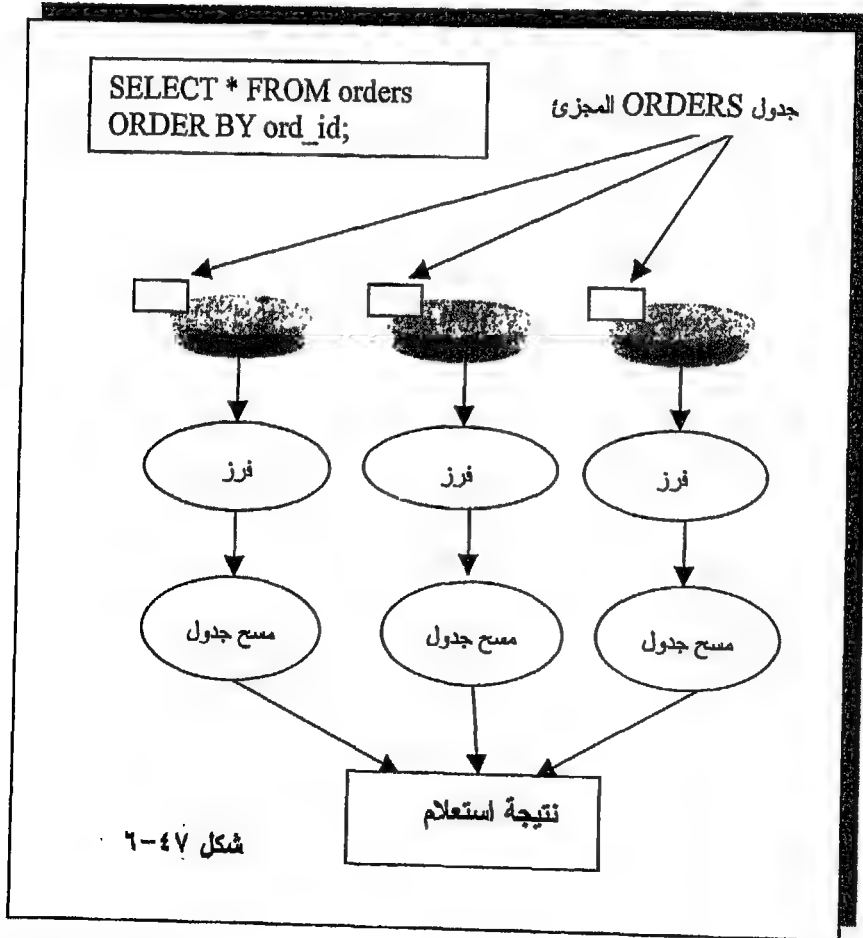 SELECT * FROM orders
ORDER BY ord_id;
جدول ORDERS المجزئ
فرز
فرز
فرز
مسح جدول
مسح جدول
مسح جدول
نتيجة استعلام
شكل ٤٧-٦